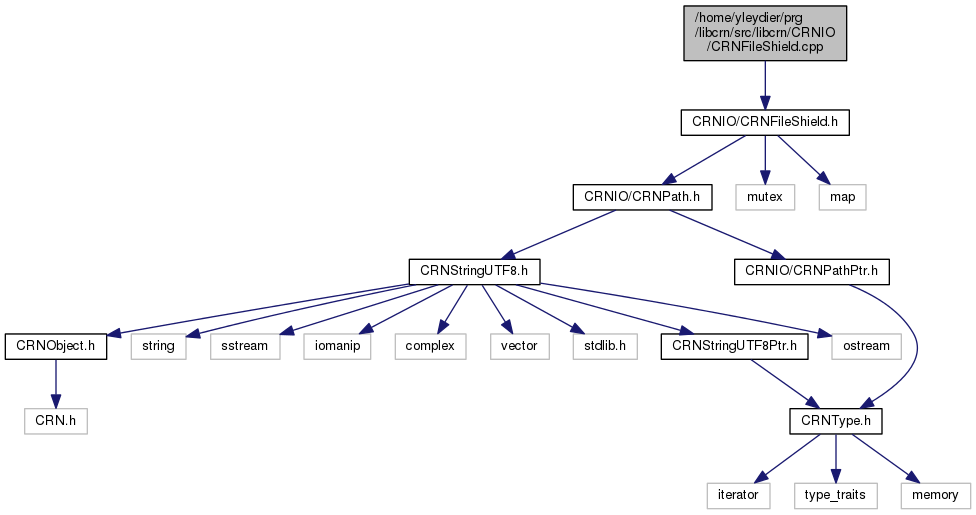 /home/yleydier/prg
/libcrn/src/libcrn/CRNIO
/CRNFileShield.cpp
CRNIO/CRNFileShield.h
CRNIO/CRNPath.h
mutex
map
CRNStringUTF8.h
CRNIO/CRNPathPtr.h
CRNObject.h
string
sstream
iomanip
complex
vector
stdlib.h
CRNStringUTF8Ptr.h
ostream
CRN.h
CRNType.h
iterator
type_traits
memory